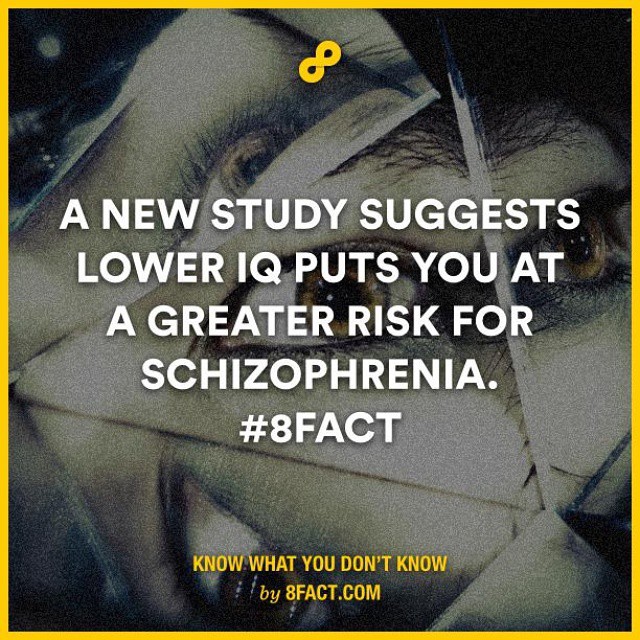 A NEW STUDY SUGGESTS
LOWER IQ PUTS YOU AT
A GREATER RISK FOR
SCHIZOPHRENIA.
#8FACT
KNOW WHAT YOU DON'T KNOW
by 8FACT.COM